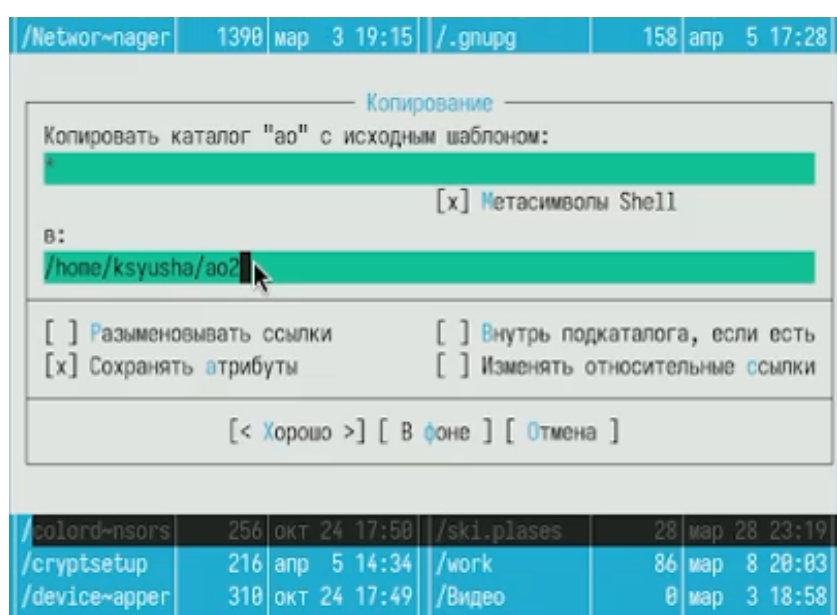 /Networ~nager 1390 мар 3 19:15 /.gnupg 158 апр 5 17:28
Копирование
Копировать каталог "ao" с исходным шаблоном:
*
[x] Метасимволы Shell
в:
/home/ksyusha/ao2
[ ] Разыменовывать ссылки [ ] Внутрь подкаталога, если есть
[x] Сохранять атрибуты [ ] Изменять относительные ссылки
[< Хорошо >] [ В фоне ] [ Отмена ]
/colord~nsors 256 окт 24 17:50 /ski.plases 28 мар 28 23:19
/cryptsetup 216 апр 5 14:34 /work 86 мар 8 20:03
/device~apper 310 окт 24 17:49 /Видео 0 мар 3 18:58